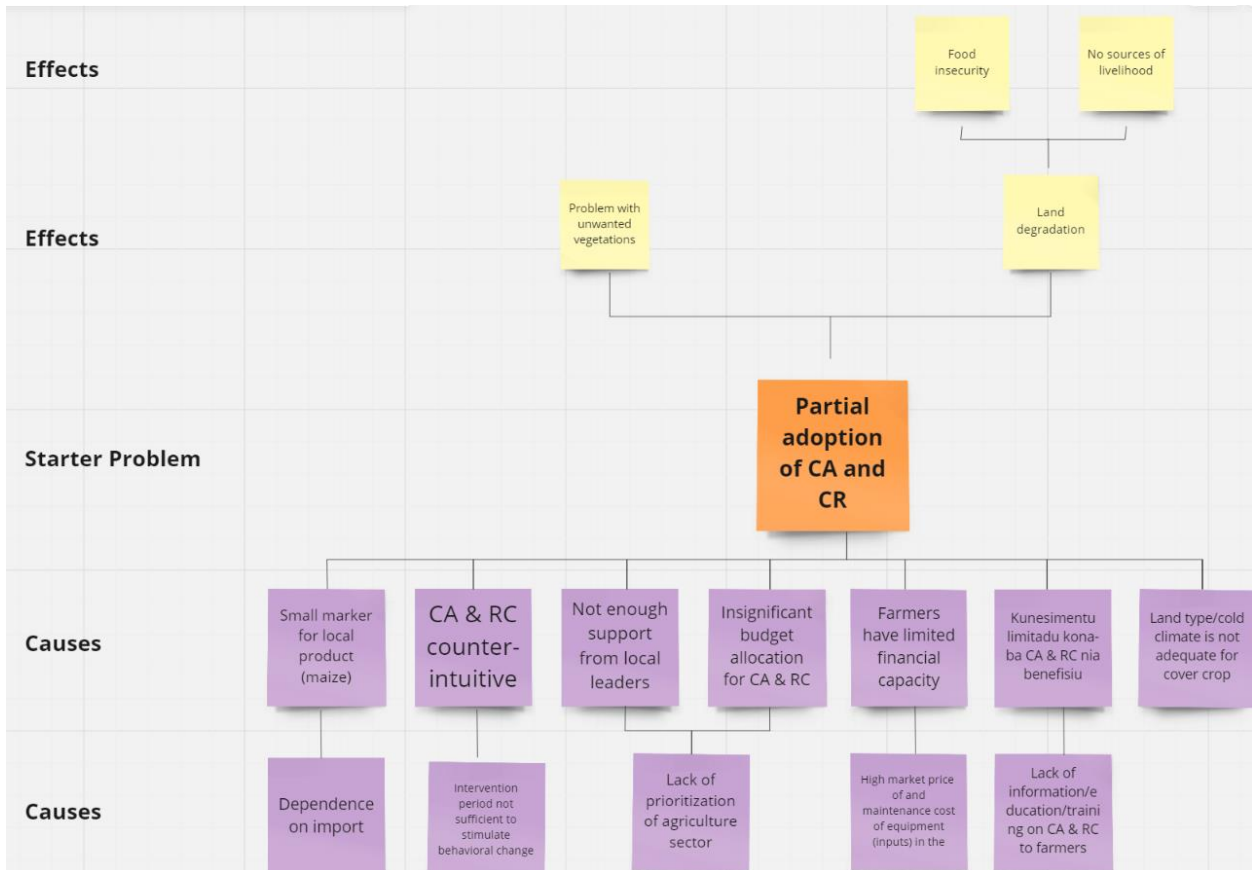 Effects
Food
insecurity
No sources of
livelihood
Effects
Problem with
unwanted
vegetations
Land
degradation
Starter Problem
Partial
adoption
of CA and
CR
Causes
Small marker
for local
product
(maize)
CA & RC
counter-
intuitive
Not enough
support
from local
leaders
Insignificant
budget
allocation
for CA & RC
Farmers
have limited
financial
capacity
Kunesimentu
limitadu kona-
ba CA & RC nia
benefisiu
Land type/cold
climate is not
adequate for
cover crop
Causes
Dependence
on import
Intervention
period not
sufficient to
stimulate
behavioral change
Lack of
prioritization
of agriculture
sector
High market price
of and
maintenance cost
of equipment
(inputs) in the
Lack of
information/e
ducation/traini
ng on CA & RC
to farmers